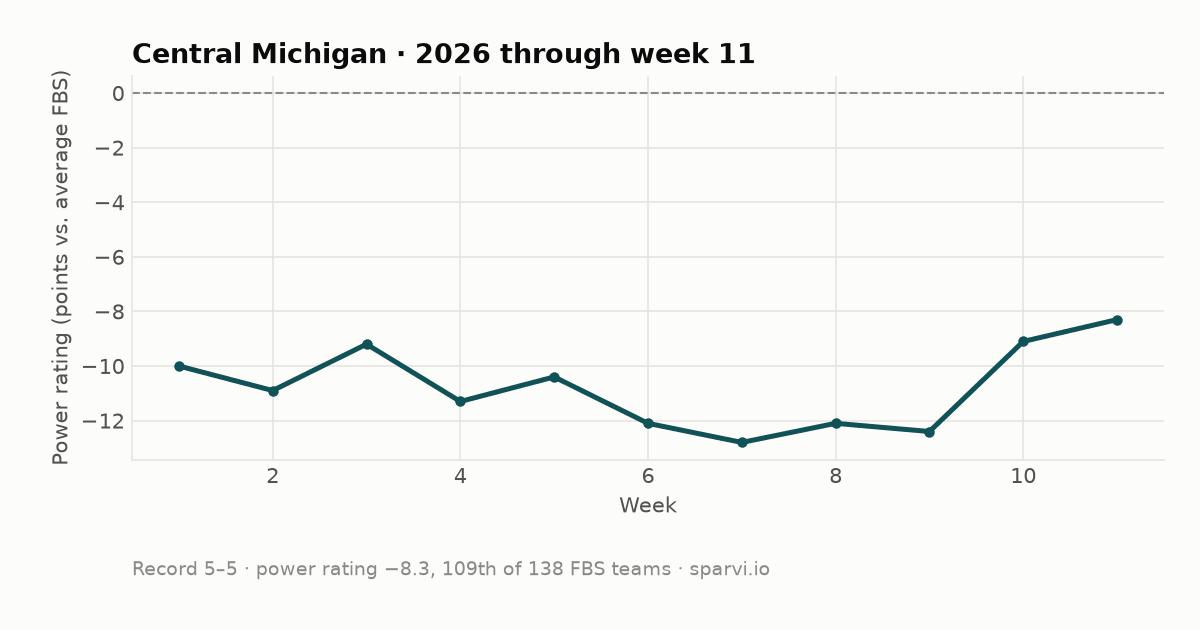 Central Michigan · 2026 through week 11
Power rating (points vs. average FBS)
0
−2
−4
−6
−8
−10
−12
2 4 6 8 10
Week
Record 5–5 · power rating −8.3, 109th of 138 FBS teams · sparvi.io